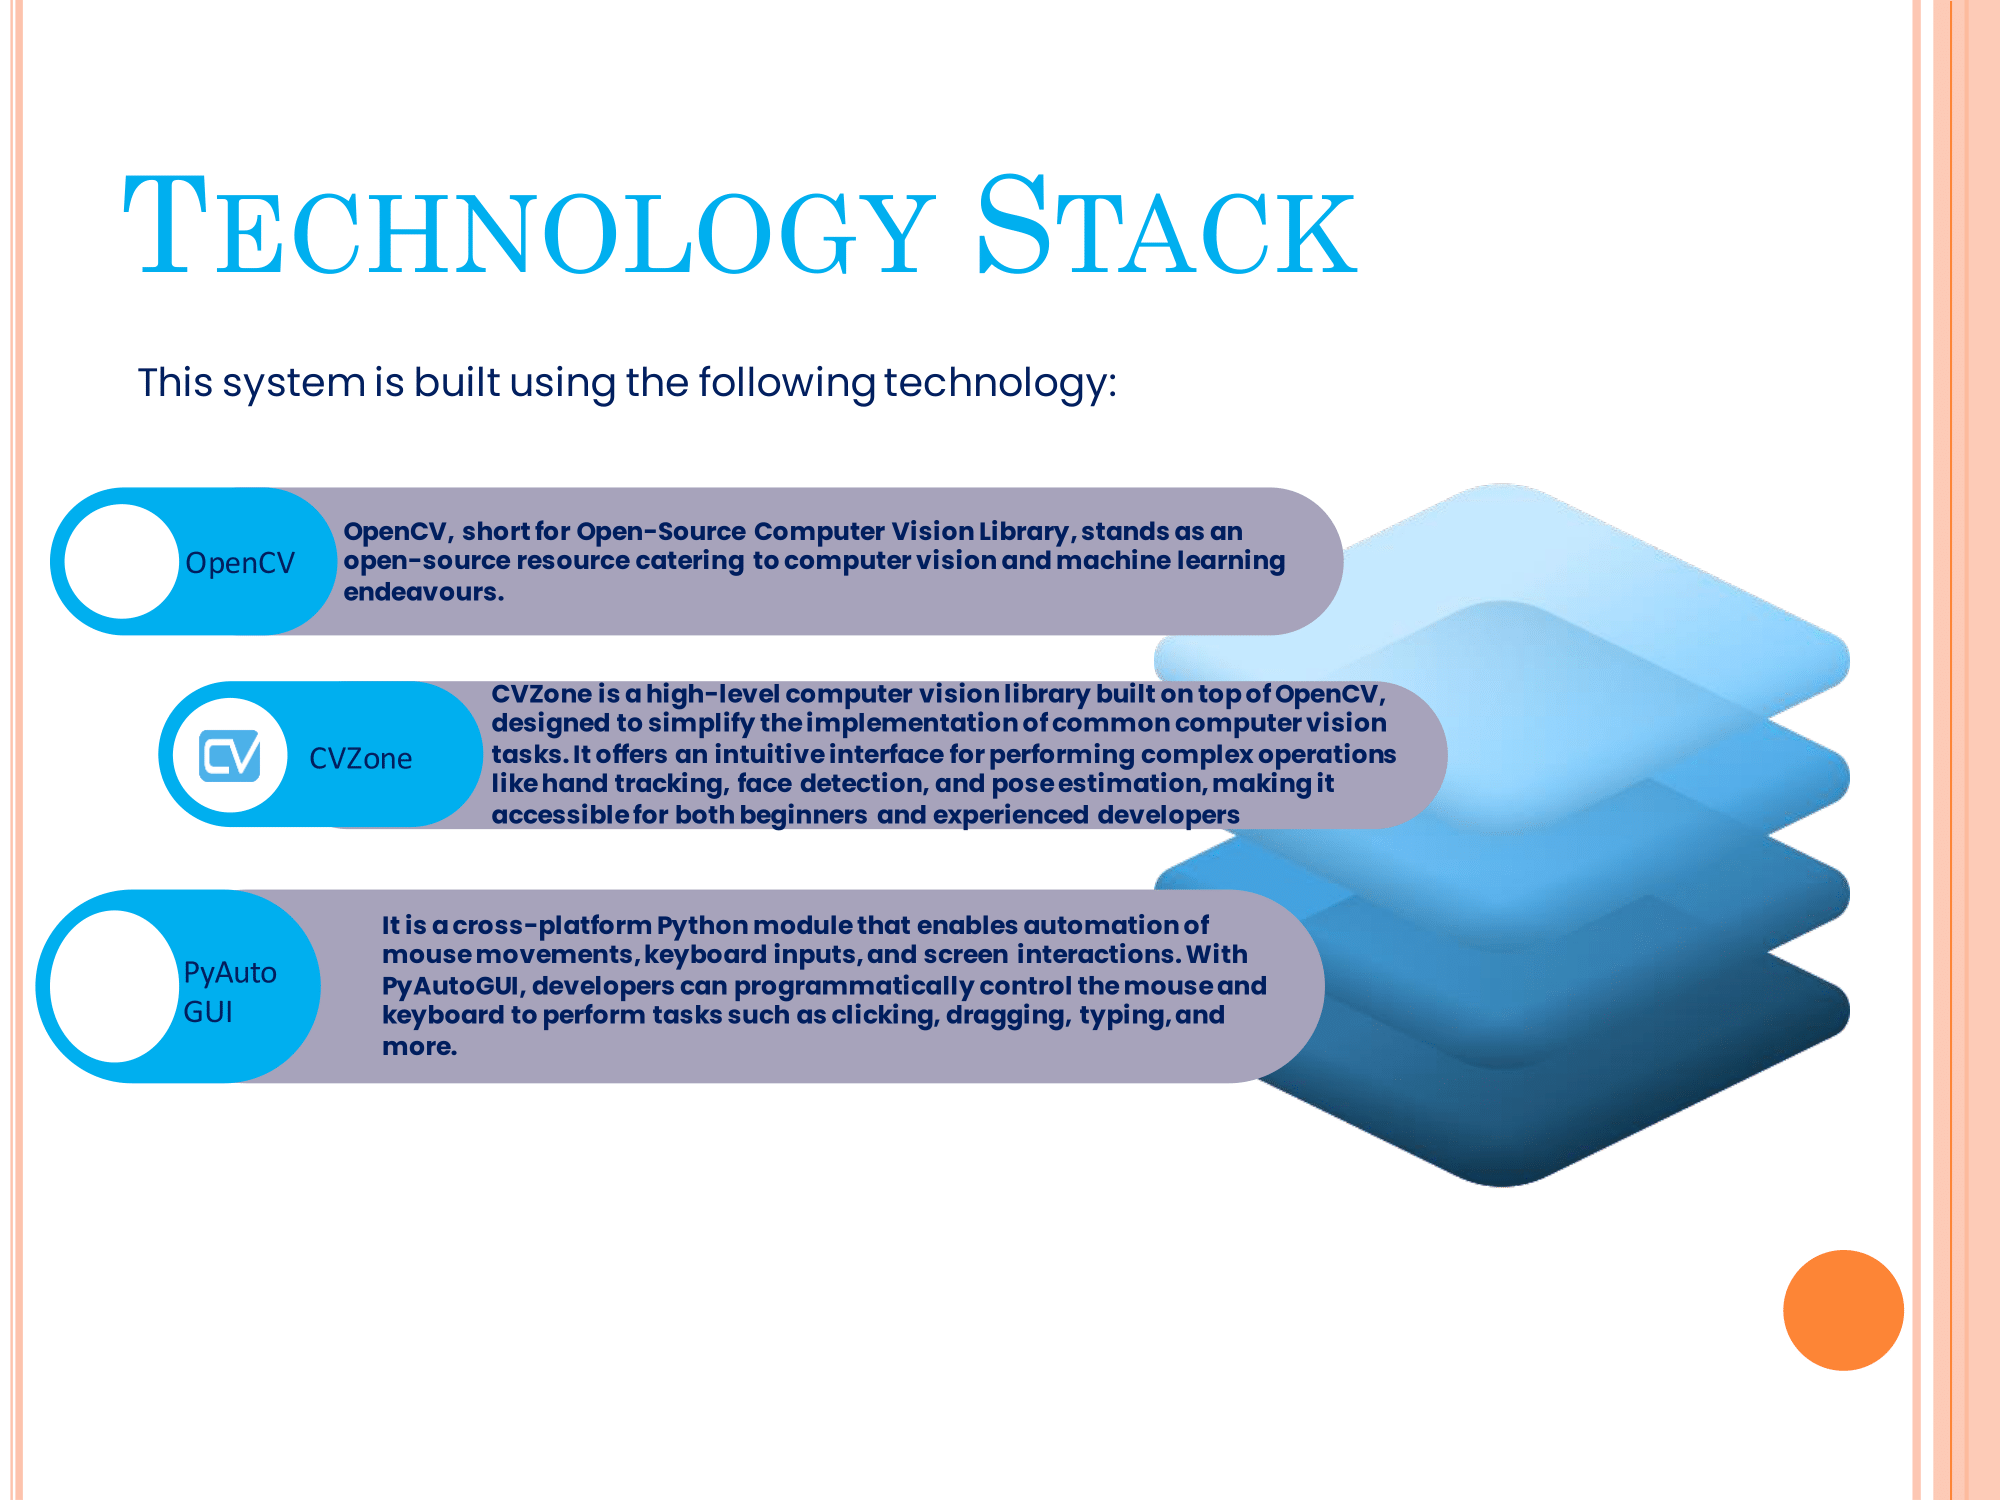 Technology Stack
This system is built using the following technology:
OpenCV
OpenCV, short for Open-Source Computer Vision Library, stands as an
open-source resource catering to computer vision and machine learning
endeavours.
CV
CVZone
CVZone is a high-level computer vision library built on top of OpenCV,
designed to simplify the implementation of common computer vision
tasks. It offers an intuitive interface for performing complex operations
like hand tracking, face detection, and pose estimation, making it
accessible for both beginners and experienced developers
PyAuto
GUI
It is a cross-platform Python module that enables automation of
mouse movements, keyboard inputs, and screen interactions. With
PyAutoGUI, developers can programmatically control the mouse and
keyboard to perform tasks such as clicking, dragging, typing, and
more.